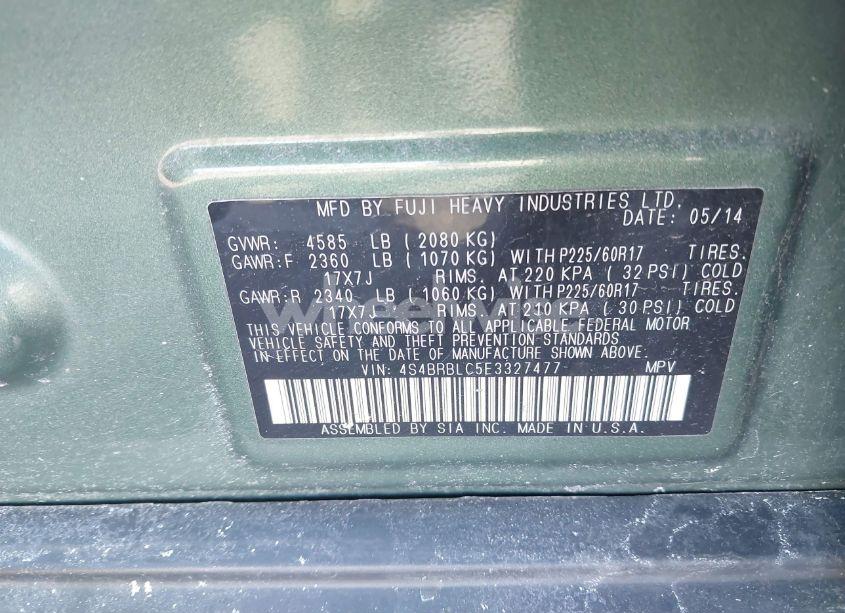 MFD BY FUJI HEAVY INDUSTRIES LTD.
DATE: 05/14
GVWR: 4585 LB ( 2080 KG)
GAWR:F 2360 LB ( 1070 KG) WITH P225/60R17 TIRES.
17X7J RIMS. AT 220 KPA ( 32 PSI) COLD
GAWR:R 2340 LB ( 1060 KG) WITH P225/60R17 TIRES.
17X7J RIMS. AT 210 KPA ( 30 PSI) COLD
THIS VEHICLE CONFORMS TO ALL APPLICABLE FEDERAL MOTOR
VEHICLE SAFETY AND THEFT PREVENTION STANDARDS
IN EFFECT ON THE DATE OF MANUFACTURE SHOWN ABOVE.
VIN: 4S4BRBLC5E3327477 MPV
ASSEMBLED BY SIA INC. MADE IN U.S.A.